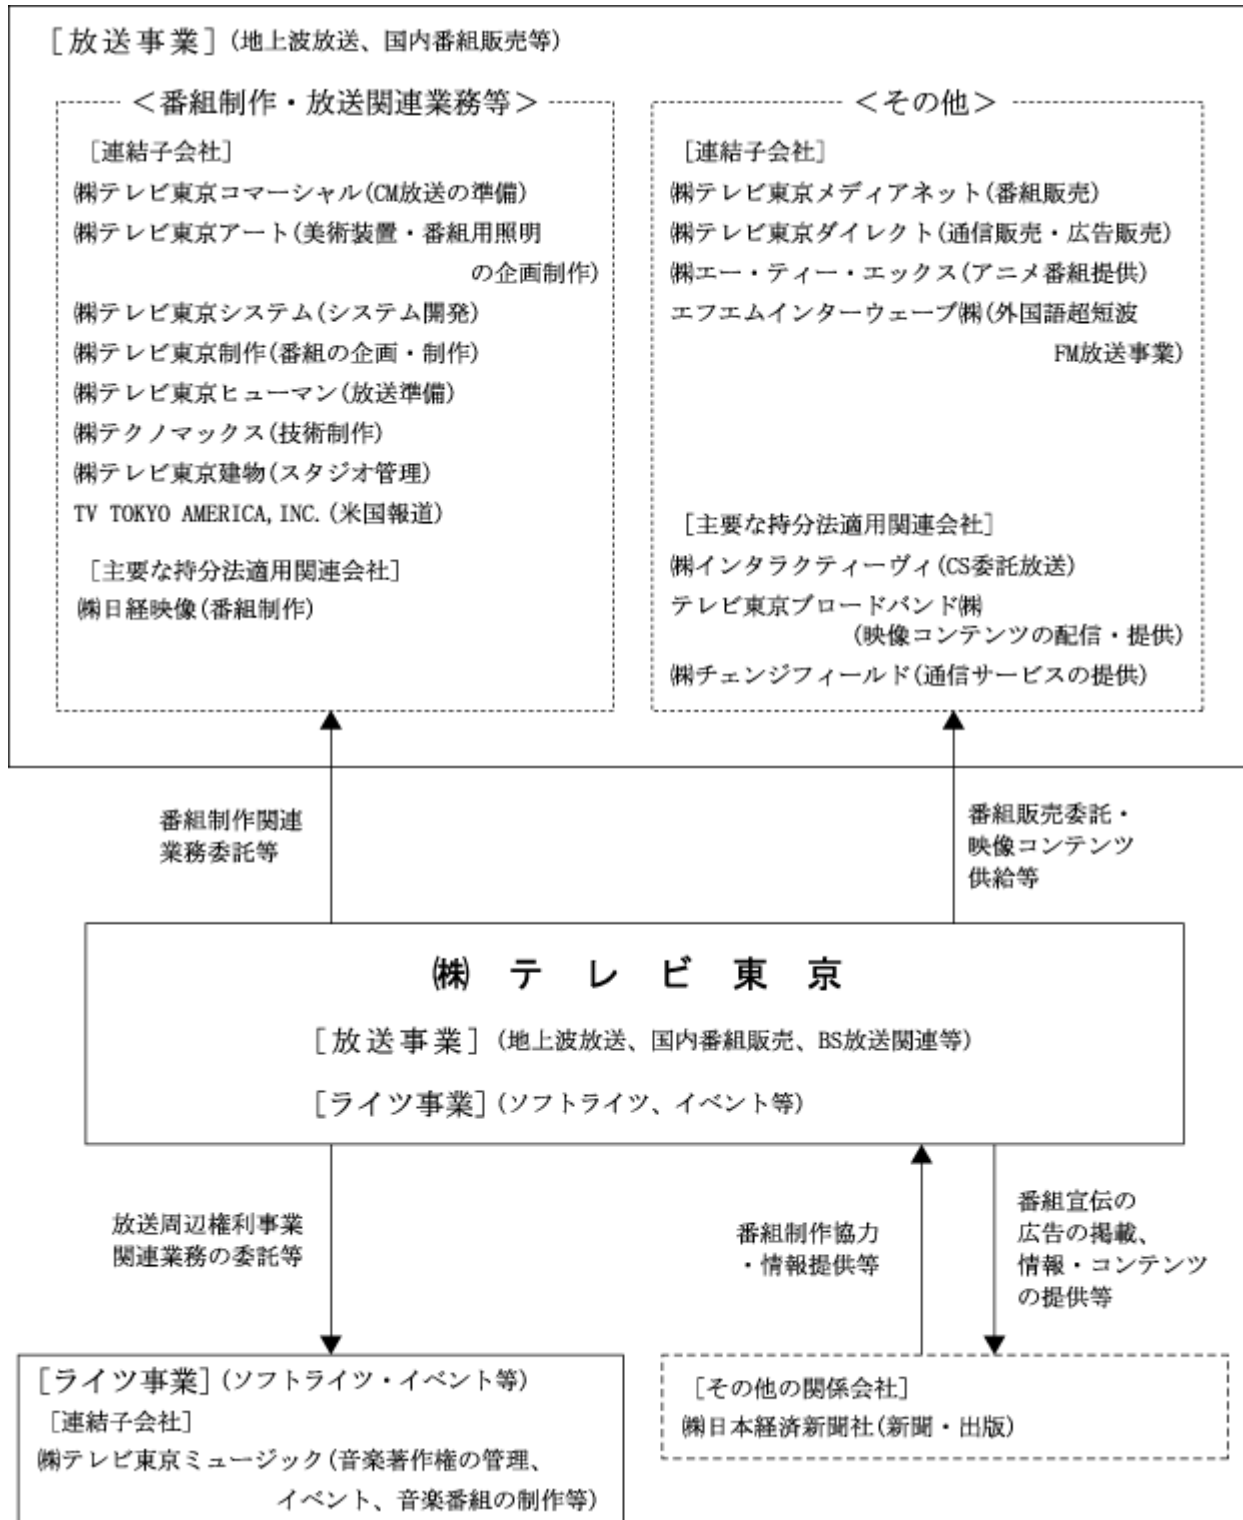 ［放送事業］(地上波放送、国内番組販売等)
＜番組制作・放送関連業務等＞
［連結子会社］
㈱テレビ東京コマーシャル(CM放送の準備)
㈱テレビ東京アート(美術装置・番組用照明
の企画制作)
㈱テレビ東京システム(システム開発)
㈱テレビ東京制作(番組の企画・制作)
㈱テレビ東京ヒューマン(放送準備)
㈱テクノマックス(技術制作)
㈱テレビ東京建物(スタジオ管理)
TV TOKYO AMERICA,INC.(米国報道)
［主要な持分法適用関連会社］
㈱日経映像(番組制作)
＜その他＞
［連結子会社］
㈱テレビ東京メディアネット(番組販売)
㈱テレビ東京ダイレクト(通信販売・広告販売)
㈱エー・ティー・エックス(アニメ番組提供)
エフエムインターウェーブ㈱(外国語超短波
FM放送事業)
［主要な持分法適用関連会社］
㈱インタラクティーヴィ(CS委託放送)
テレビ東京ブロードバンド㈱
(映像コンテンツの配信・提供)
㈱チェンジフィールド(通信サービスの提供)
番組制作関連
業務委託等
番組販売委託・
映像コンテンツ
供給等
㈱テレビ東京
［放送事業］(地上波放送、国内番組販売、BS放送関連等)
［ライツ事業］(ソフトライツ、イベント等)
放送周辺権利事業
関連業務の委託等
番組制作協力
・情報提供等
番組宣伝の
広告の掲載、
情報・コンテンツ
の提供等
［ライツ事業］(ソフトライツ・イベント等)
［連結子会社］
㈱テレビ東京ミュージック(音楽著作権の管理、
イベント、音楽番組の制作等)
［その他の関係会社］
㈱日本経済新聞社(新聞・出版)